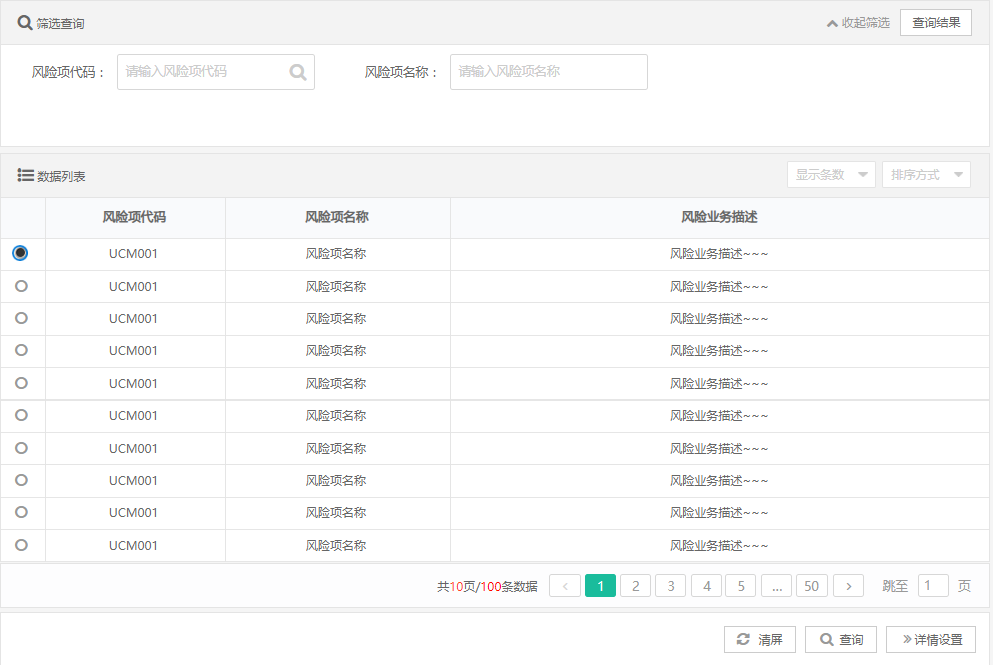 筛选查询 收起筛选 查询结果
风险项代码： 请输入风险项代码 风险项名称： 请输入风险项名称
数据列表 显示条数 排序方式
风险项代码 风险项名称 风险业务描述
UCM001 风险项名称 风险业务描述~~~
UCM001 风险项名称 风险业务描述~~~
UCM001 风险项名称 风险业务描述~~~
UCM001 风险项名称 风险业务描述~~~
UCM001 风险项名称 风险业务描述~~~
UCM001 风险项名称 风险业务描述~~~
UCM001 风险项名称 风险业务描述~~~
UCM001 风险项名称 风险业务描述~~~
UCM001 风险项名称 风险业务描述~~~
UCM001 风险项名称 风险业务描述~~~
共10页/100条数据 < 1 2 3 4 5 ... 50 > 跳至 1 页
清屏 查询 »详情设置